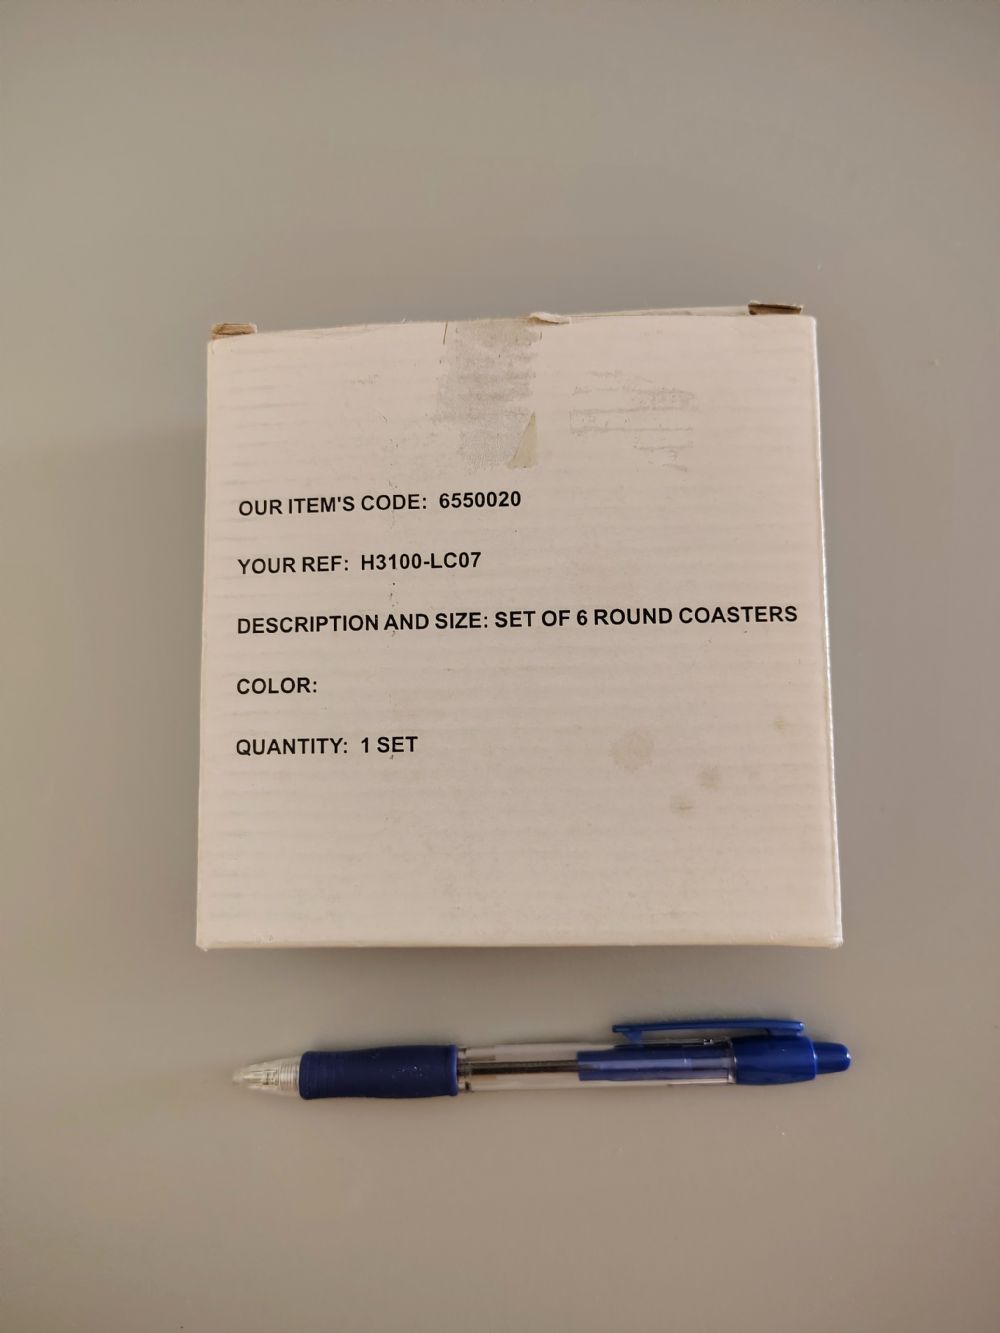 OUR ITEM'S CODE: 6550020
YOUR REF: H3100-LC07
DESCRIPTION AND SIZE: SET OF 6 ROUND COASTERS
COLOR:
QUANTITY: 1 SET